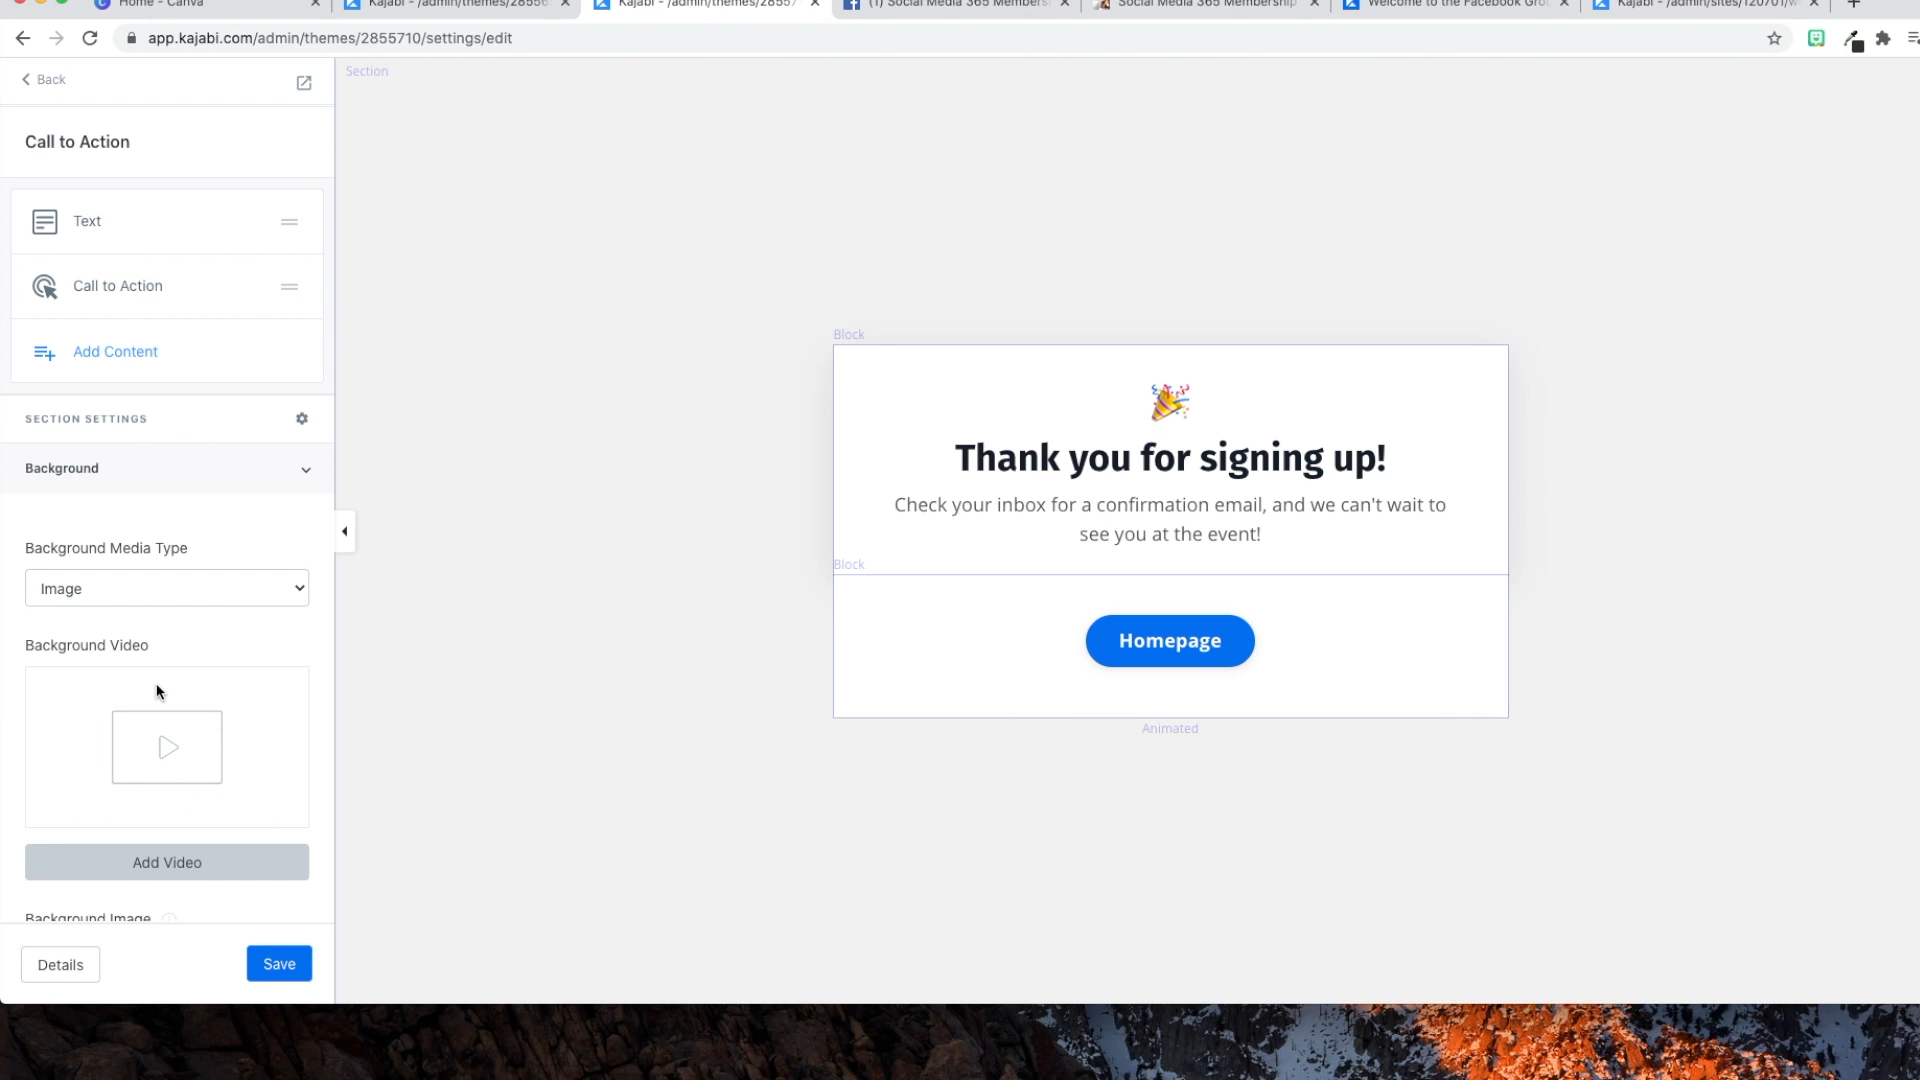 Home - Canva
Kajabi - /admin/themes/28556
Kajabi - /admin/themes/28557
(1) Social Media 365 Members
Social Media 365 Membership
Welcome to the Facebook Gro
Kajabi - /admin/sites/120701/w
app.kajabi.com/admin/themes/2855710/settings/edit
Back
Section
Call to Action
Text
Call to Action
Add Content
SECTION SETTINGS
Background
Background Media Type
Image
Background Video
Add Video
Background Image
Details
Save
Block
Thank you for signing up!
Check your inbox for a confirmation email, and we can't wait to
see you at the event!
Block
Homepage
Animated